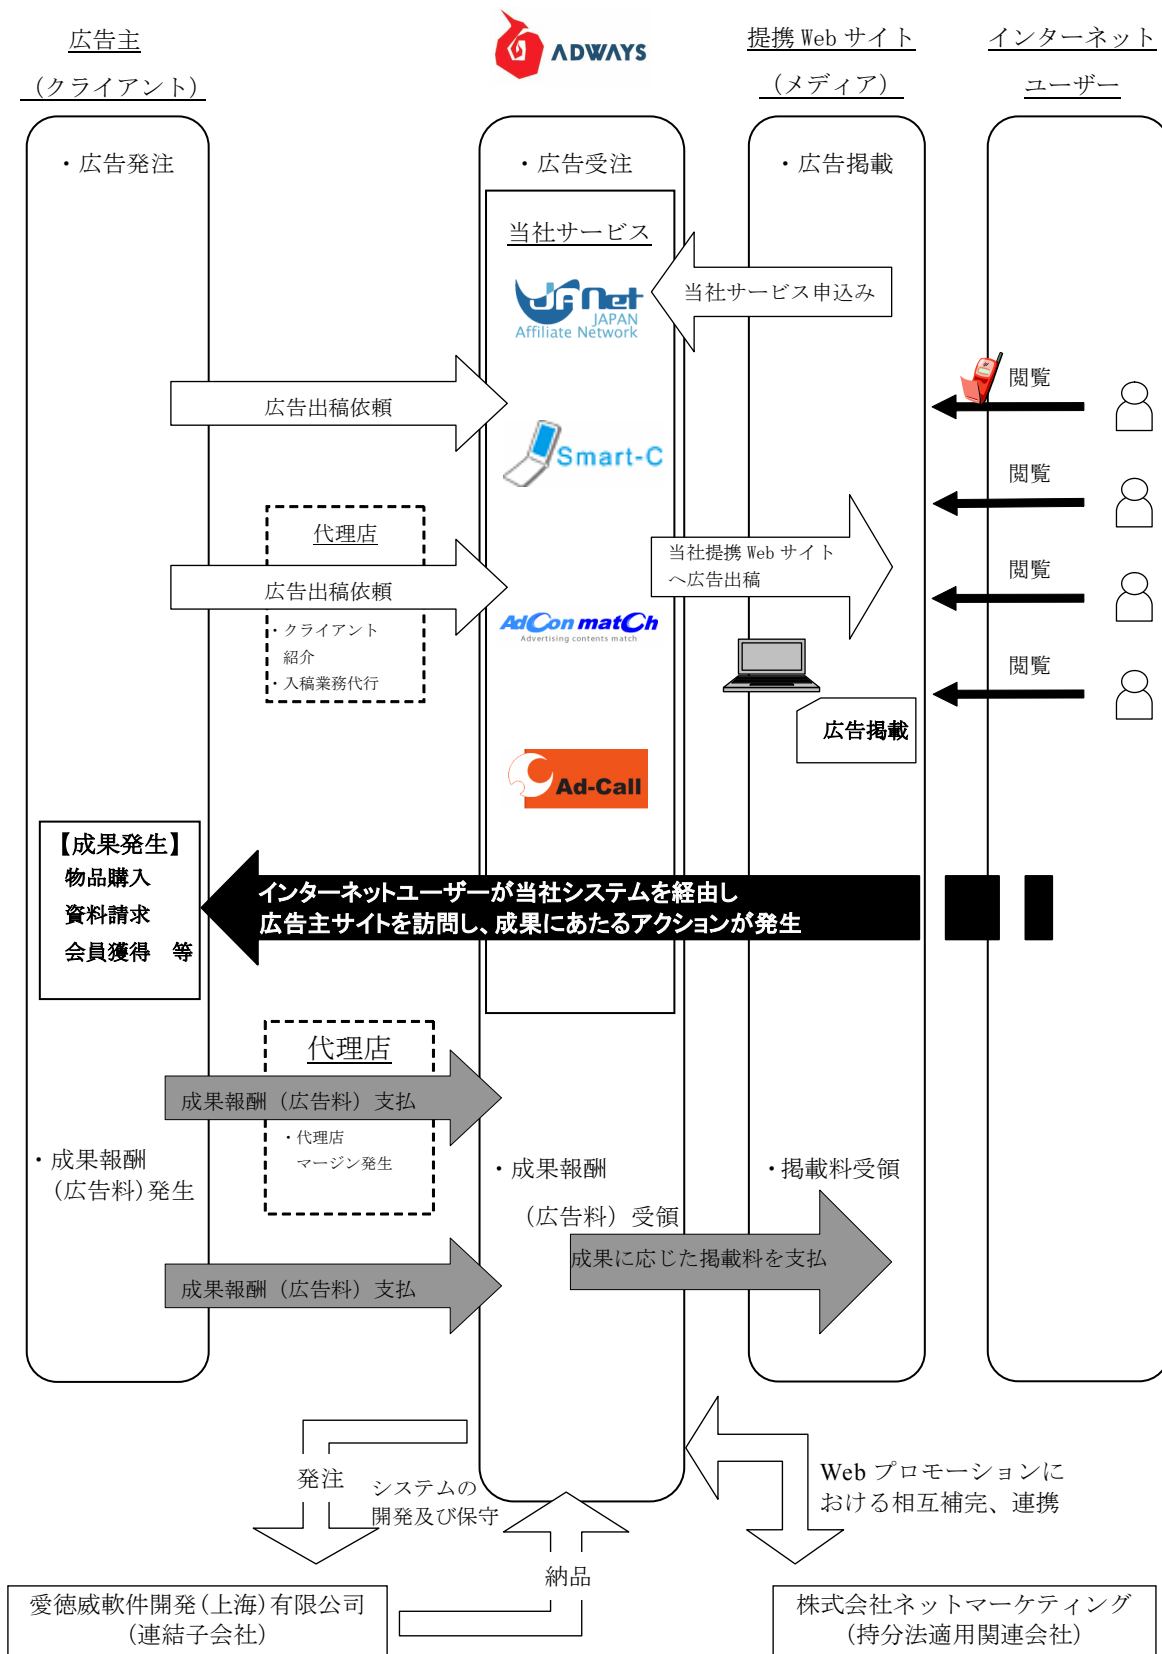 広告主
(クライアント)
ADWAYS
提携 Web サイト
(メディア)
インターネット
ユーザー
・広告発注
・広告受注
・広告掲載
当社サービス
JANet
JAPAN
Affiliate Network
当社サービス申込み
閲覧
広告出稿依頼
Smart-C
閲覧
代理店
広告出稿依頼
・クライアント
紹介
・入稿業務代行
当社提携 Web サイト
へ広告出稿
閲覧
AdCon matCh
Advertising contents match
閲覧
広告掲載
Ad-Call
【成果発生】
物品購入
資料請求
会員獲得 等
インターネットユーザーが当社システムを経由し
広告主サイトを訪問し、成果にあたるアクションが発生
代理店
成果報酬（広告料）支払
・代理店
マージン発生
・成果報酬
(広告料)発生
・成果報酬
（広告料）受領
・掲載料受領
成果報酬（広告料）支払
成果に応じた掲載料を支払
発注
システムの
開発及び保守
納品
Web プロモーションに
おける相互補完、連携
愛徳威軟件開発(上海)有限公司
(連結子会社)
株式会社ネットマーケティング
(持分法適用関連会社)